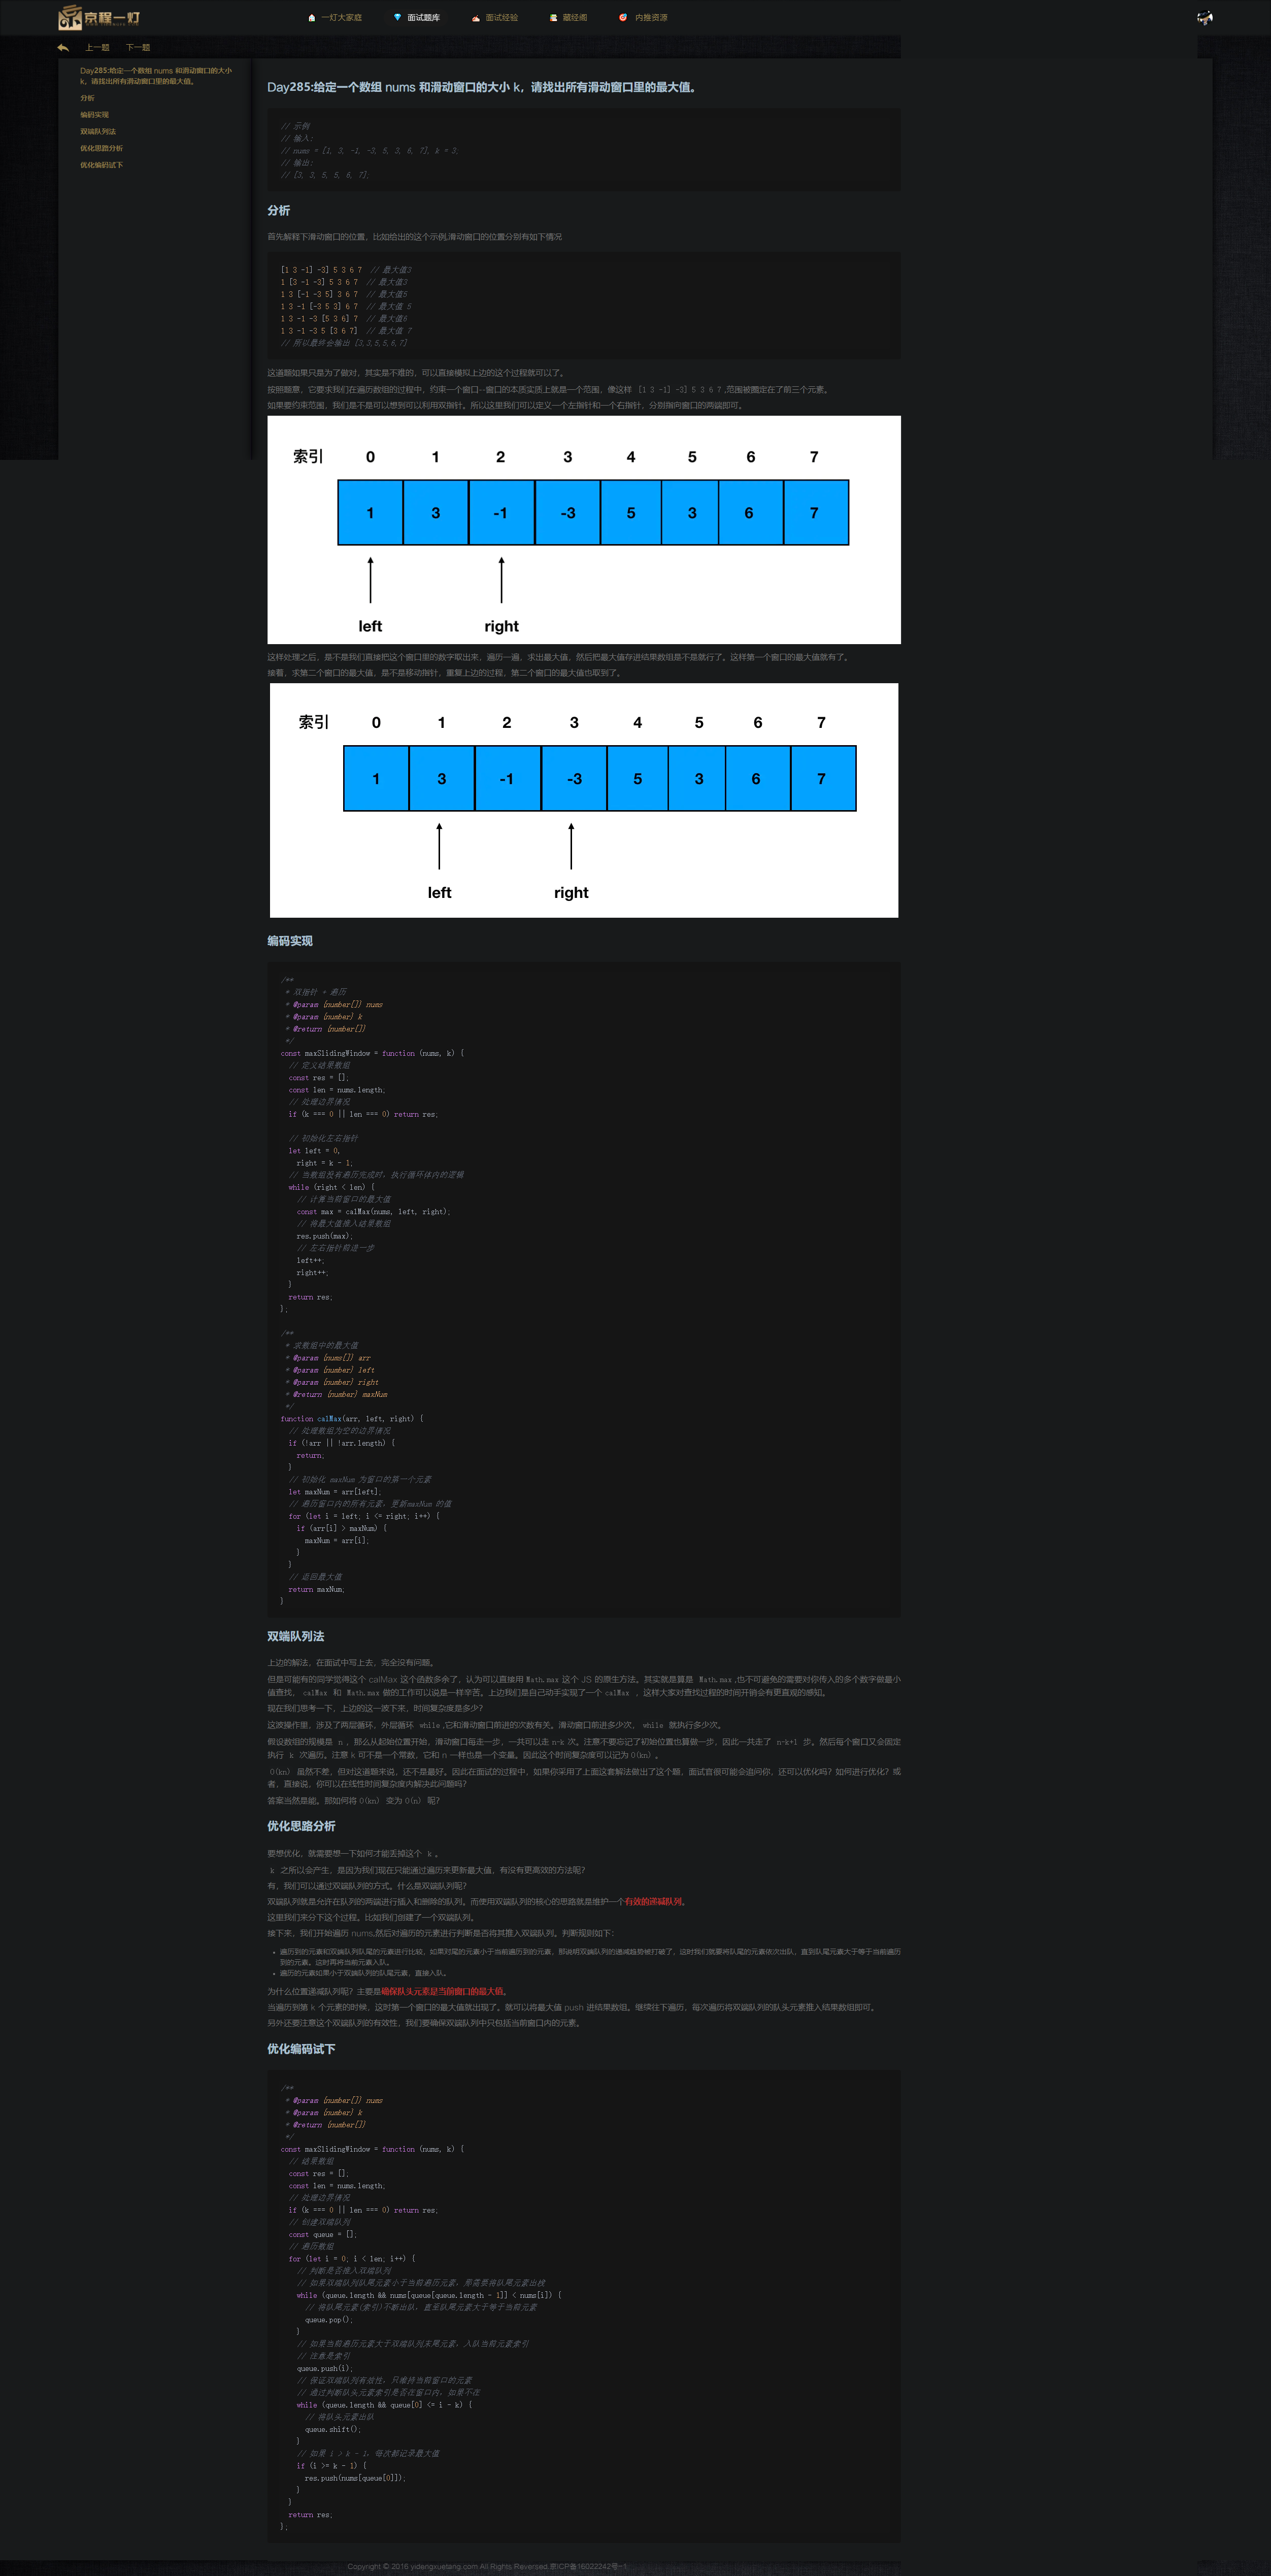 京程一灯
一灯大家庭
面试题库
面试经验
藏经阁
内推资源
上一题 下一题
Day285:给定一个数组 nums 和滑动窗口的大小
k，请找出所有滑动窗口里的最大值。
分析
编码实现
双端队列法
优化思路分析
优化编码试下
Day285:给定一个数组 nums 和滑动窗口的大小 k，请找出所有滑动窗口里的最大值。
// 示例
// 输入:
// nums = [1, 3, -1, -3, 5, 3, 6, 7], k = 3;
// 输出:
// [3, 3, 5, 5, 6, 7];
分析
首先解释下滑动窗口的位置，比如给出的这个示例,滑动窗口的位置分别有如下情况
[1 3 -1] -3] 5 3 6 7  // 最大值3
1 [3 -1 -3] 5 3 6 7  // 最大值3
1 3 [-1 -3 5] 3 6 7  // 最大值5
1 3 -1 [-3 5 3] 6 7  // 最大值 5
1 3 -1 -3 [5 3 6] 7  // 最大值6
1 3 -1 -3 5 [3 6 7]  // 最大值 7
// 所以最终会输出 [3,3,5,5,6,7]
这道题如果只是为了做对，其实是不难的，可以直接模拟上边的这个过程就可以了。
按照题意，它要求我们在遍历数组的过程中，约束一个窗口--窗口的本质实质上就是一个范围，像这样 [1 3 -1] -3] 5 3 6 7 ,范围被圈定在了前三个元素。
如果要约束范围，我们是不是可以想到可以利用双指针。所以这里我们可以定义一个左指针和一个右指针，分别指向窗口的两端即可。
索引 0 1 2 3 4 5 6 7
1 3 -1 -3 5 3 6 7
left right
这样处理之后，是不是我们直接把这个窗口里的数字取出来，遍历一遍，求出最大值，然后把最大值存进结果数组是不是就行了。这样第一个窗口的最大值就有了。
接着，求第二个窗口的最大值，是不是移动指针，重复上边的过程，第二个窗口的最大值也取到了。
索引 0 1 2 3 4 5 6 7
1 3 -1 -3 5 3 6 7
left right
编码实现
/**
 * 双指针 + 遍历
 * @param {number[]} nums
 * @param {number} k
 * @return {number[]}
 */
const maxSlidingWindow = function (nums, k) {
  // 定义结果数组
  const res = [];
  const len = nums.length;
  // 处理边界情况
  if (k === 0 || len === 0) return res;
  // 初始化左右指针
  let left = 0,
    right = k - 1;
  // 当数组没有遍历完成时，执行循环体内的逻辑
  while (right < len) {
    // 计算当前窗口的最大值
    const max = calMax(nums, left, right);
    // 将最大值推入结果数组
    res.push(max);
    // 左右指针前进一步
    left++;
    right++;
  }
  return res;
};
/**
 * 求数组中的最大值
 * @param {nums[]} arr
 * @param {number} left
 * @param {number} right
 * @return {number} maxNum
 */
function calMax(arr, left, right) {
  // 处理数组为空的边界情况
  if (!arr || !arr.length) {
    return;
  }
  // 初始化 maxNum 为窗口的第一个元素
  let maxNum = arr[left];
  // 遍历窗口内的所有元素，更新maxNum 的值
  for (let i = left; i <= right; i++) {
    if (arr[i] > maxNum) {
      maxNum = arr[i];
    }
  }
  // 返回最大值
  return maxNum;
}
双端队列法
上边的解法，在面试中写上去，完全没有问题。
但是可能有的同学觉得这个 calMax 这个函数多余了，认为可以直接用 Math.max 这个 JS 的原生方法。其实就是算是 Math.max ,也不可避免的需要对你传入的多个数字做最小
值查找， calMax 和 Math.max 做的工作可以说是一样辛苦。上边我们是自己动手实现了一个 calMax ，这样大家对查找过程的时间开销会有更直观的感知。
现在我们思考一下，上边的这一波下来，时间复杂度是多少？
这波操作里，涉及了两层循环，外层循环 while ,它和滑动窗口前进的次数有关。滑动窗口前进多少次， while 就执行多少次。
假设数组的规模是 n ，那么从起始位置开始，滑动窗口每走一步，一共可以走 n-k 次。注意不要忘记了初始位置也算做一步，因此一共走了 n-k+1 步。然后每个窗口又会固定
执行 k 次遍历。注意 k 可不是一个常数，它和 n 一样也是一个变量。因此这个时间复杂度可以记为 O(kn) 。
O(kn) 虽然不差，但对这道题来说，还不是最好。因此在面试的过程中，如果你采用了上面这套解法做出了这个题，面试官很可能会追问你，还可以优化吗？如何进行优化？或
者，直接说，你可以在线性时间复杂度内解决此问题吗？
答案当然是能。那如何将 O(kn) 变为 O(n) 呢？
优化思路分析
要想优化，就需要想一下如何才能丢掉这个 k 。
k 之所以会产生，是因为我们现在只能通过遍历来更新最大值，有没有更高效的方法呢？
有，我们可以通过双端队列的方式。什么是双端队列呢？
双端队列就是允许在队列的两端进行插入和删除的队列。而使用双端队列的核心的思路就是维护一个有效的递减队列。
这里我们来分下这个过程。比如我们创建了一个双端队列。
接下来，我们开始遍历 nums,然后对遍历的元素进行判断是否将其推入双端队列。判断规则如下：
遍历到的元素和双端队列队尾的元素进行比较，如果对尾的元素小于当前遍历到的元素，那说明双端队列的递减趋势被打破了，这时我们就要将队尾的元素依次出队，直到队尾元素大于等于当前遍历
到的元素。这时再将当前元素入队。
遍历的元素如果小于双端队列的队尾元素，直接入队。
为什么位置递减队列呢？主要是确保队头元素是当前窗口的最大值。
当遍历到第 k 个元素的时候，这时第一个窗口的最大值就出现了。就可以将最大值 push 进结果数组。继续往下遍历，每次遍历将双端队列的队头元素推入结果数组即可。
另外还要注意这个双端队列的有效性，我们要确保双端队列中只包括当前窗口内的元素。
优化编码试下
/**
 * @param {number[]} nums
 * @param {number} k
 * @return {number[]}
 */
const maxSlidingWindow = function (nums, k) {
  // 结果数组
  const res = [];
  const len = nums.length;
  // 处理边界情况
  if (k === 0 || len === 0) return res;
  // 创建双端队列
  const queue = [];
  // 遍历数组
  for (let i = 0; i < len; i++) {
    // 判断是否推入双端队列
    // 如果双端队列队尾元素小于当前遍历元素，那需要将队尾元素出栈
    while (queue.length && nums[queue[queue.length - 1]] < nums[i]) {
      // 将队尾元素(索引)不断出队，直至队尾元素大于等于当前元素
      queue.pop();
    }
    // 如果当前遍历元素大于双端队列末尾元素，入队当前元素索引
    // 注意是索引
    queue.push(i);
    // 保证双端队列有效性，只维持当前窗口的元素
    // 通过判断队头元素索引是否在窗口内，如果不在
    while (queue.length && queue[0] <= i - k) {
      // 将队头元素出队
      queue.shift();
    }
    // 如果 i > k - 1，每次都记录最大值
    if (i >= k - 1) {
      res.push(nums[queue[0]]);
    }
  }
  return res;
};
Copyright © 2016 yidengxuetang.com All Rights Reversed.京ICP备16022242号-1